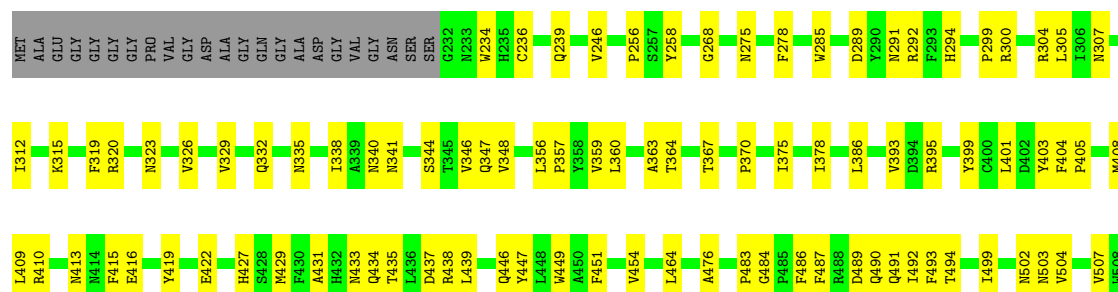 MET ALA GLU GLY GLY GLY GLY PRO VAL GLY ASP ALA GLY GLN GLY ALA ASP GLY VAL GLY ASN SER SER G232 N233 W234 H235 C236 Q239 V246 P256 S257 Y258 G268 N275 F278 W285 D289 Y290 N291 R292 F293 H294 P299 R300 R304 L305 I306 N307
I312 K315 F319 R320 N323 V326 V329 Q332 N335 I338 A339 N340 N341 S344 T345 V346 Q347 V348 L356 P357 Y358 V359 L360 A363 T364 T367 P370 I375 I378 L386 V393 D394 R395 Y399 C400 L401 D402 Y403 F404 P405 M408
L409 R410 N413 N414 F415 E416 Y419 E422 H427 S428 M429 F430 A431 H432 N433 Q434 T435 L436 D437 R438 L439 Q446 Y447 L448 W449 A450 F451 V454 L464 A476 P483 G484 P485 F486 F487 R488 D489 Q490 Q491 I492 F493 T494 I499 N502 N503 V504 V507